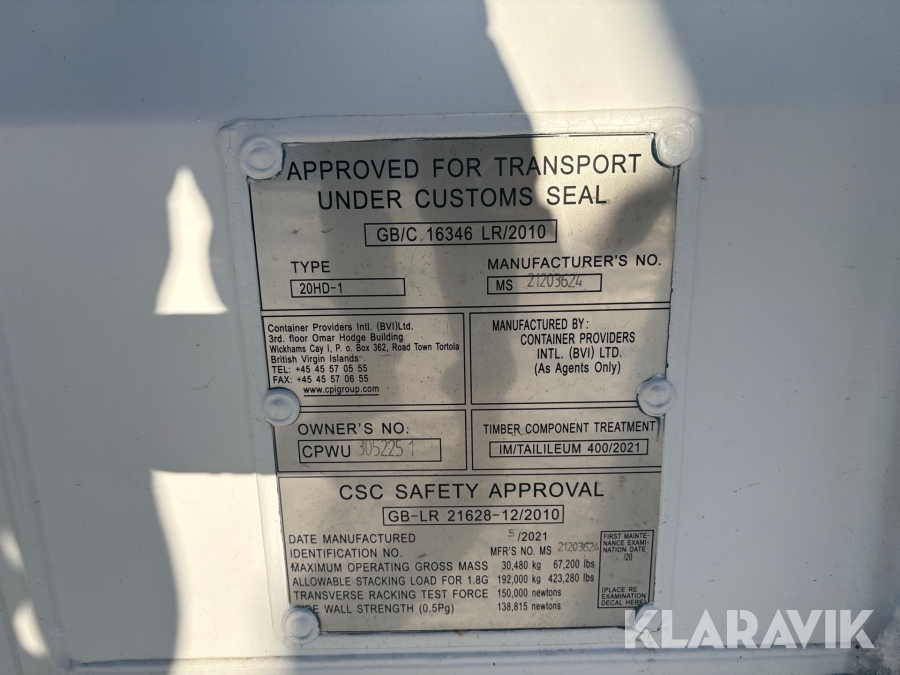 APPROVED FOR TRANSPORT
UNDER CUSTOMS SEAL
GB/C 16346 LR/2010
TYPE
20HD-1
MANUFACTURER'S NO.
MS 21203624
Container Providers Intl. (BVI)Ltd.
3rd. floor Omar Hodge Building
Wickhams Cay I, P. o. Box 362, Road Town Tortola
British Virgin Islands
TEL: +45 45 57 05 55
FAX: +45 45 57 06 55
www.cpigroup.com
MANUFACTURED BY:
CONTAINER PROVIDERS
INTL. (BVI) LTD.
(As Agents Only)
OWNER'S NO.
CPWU 305225 1
TIMBER COMPONENT TREATMENT
IM/TAILILEUM 400/2021
CSC SAFETY APPROVAL
GB-LR 21628-12/2010
DATE MANUFACTURED 5/2021
IDENTIFICATION NO. MFR'S NO. MS 21203624
MAXIMUM OPERATING GROSS MASS 30,480 kg 67,200 lbs
ALLOWABLE STACKING LOAD FOR 1.8G 192,000 kg 423,280 lbs
TRANSVERSE RACKING TEST FORCE 150,000 newtons
WALL STRENGTH (0.5Pg) 138,815 newtons
FIRST MAINTE-
NANCE EXAMI-
NATION DATE
/20
(PLACE RE
EXAMINATION
DECAL HERE)
KLARAVIK